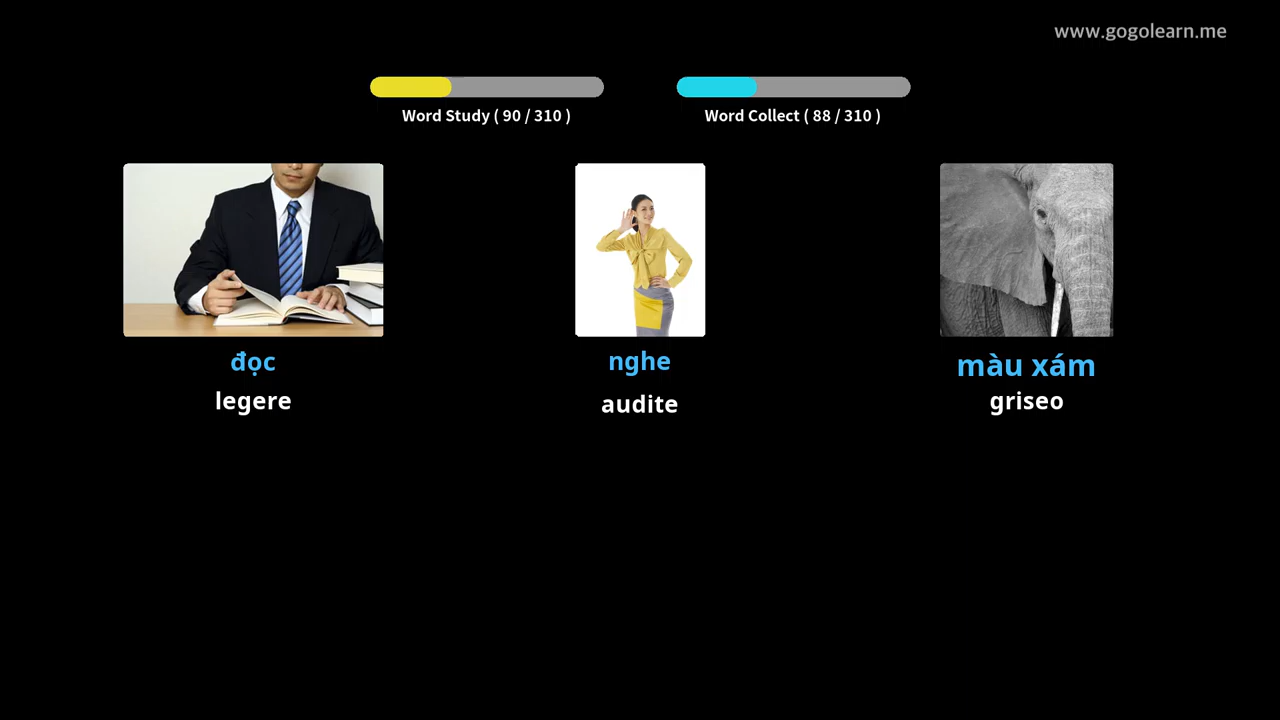 www.gogolearn.me
Word Study ( 90 / 310 )
Word Collect ( 88 / 310 )
đọc
nghe
màu xám
legere
audite
griseo